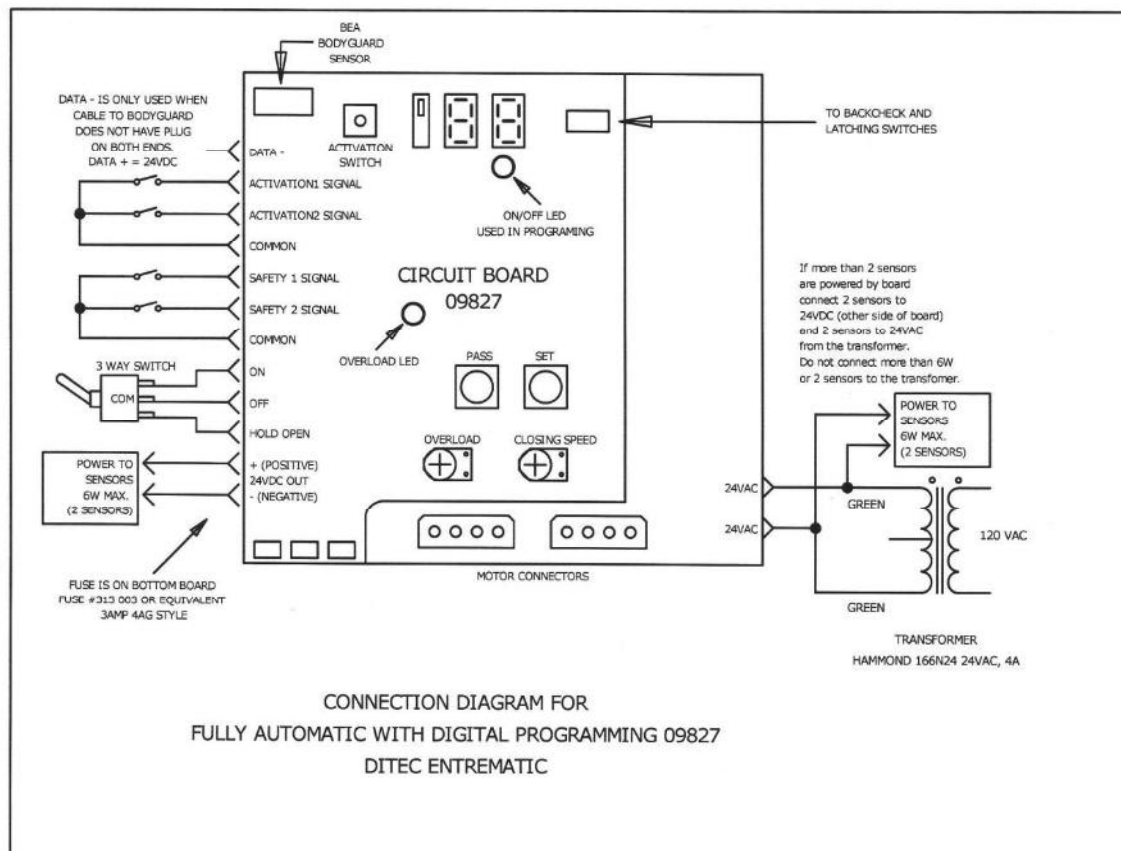 BEA
BODYGUARD
SENSOR
DATA - IS ONLY USED WHEN
CABLE TO BODYGUARD
DOES NOT HAVE PLUG
ON BOTH ENDS.
DATA + = 24VDC
DATA -
ACTIVATION
SWITCH
TO BACKCHECK AND
LATCHING SWITCHES
ACTIVATION1 SIGNAL
ACTIVATION2 SIGNAL
COMMON
ON/OFF LED
USED IN PROGRAMING
SAFETY 1 SIGNAL
SAFETY 2 SIGNAL
COMMON
CIRCUIT BOARD
09827
OVERLOAD LED
If more than 2 sensors
are powered by board
connect 2 sensors to
24VDC (other side of board)
and 2 sensors to 24VAC
from the transformer.
Do not connect more than 6W
or 2 sensors to the transfomer.
3 WAY SWITCH
COM
ON
OFF
HOLD OPEN
PASS
SET
OVERLOAD
CLOSING SPEED
POWER TO
SENSORS
6W MAX.
(2 SENSORS)
+ (POSITIVE)
24VDC OUT
- (NEGATIVE)
POWER TO
SENSORS
6W MAX.
(2 SENSORS)
24VAC
24VAC
GREEN
GREEN
120 VAC
MOTOR CONNECTORS
FUSE IS ON BOTTOM BOARD
FUSE #313 003 OR EQUIVALENT
3AMP 4AG STYLE
TRANSFORMER
HAMMOND 166N24 24VAC, 4A
CONNECTION DIAGRAM FOR
FULLY AUTOMATIC WITH DIGITAL PROGRAMMING 09827
DITEC ENTREMATIC